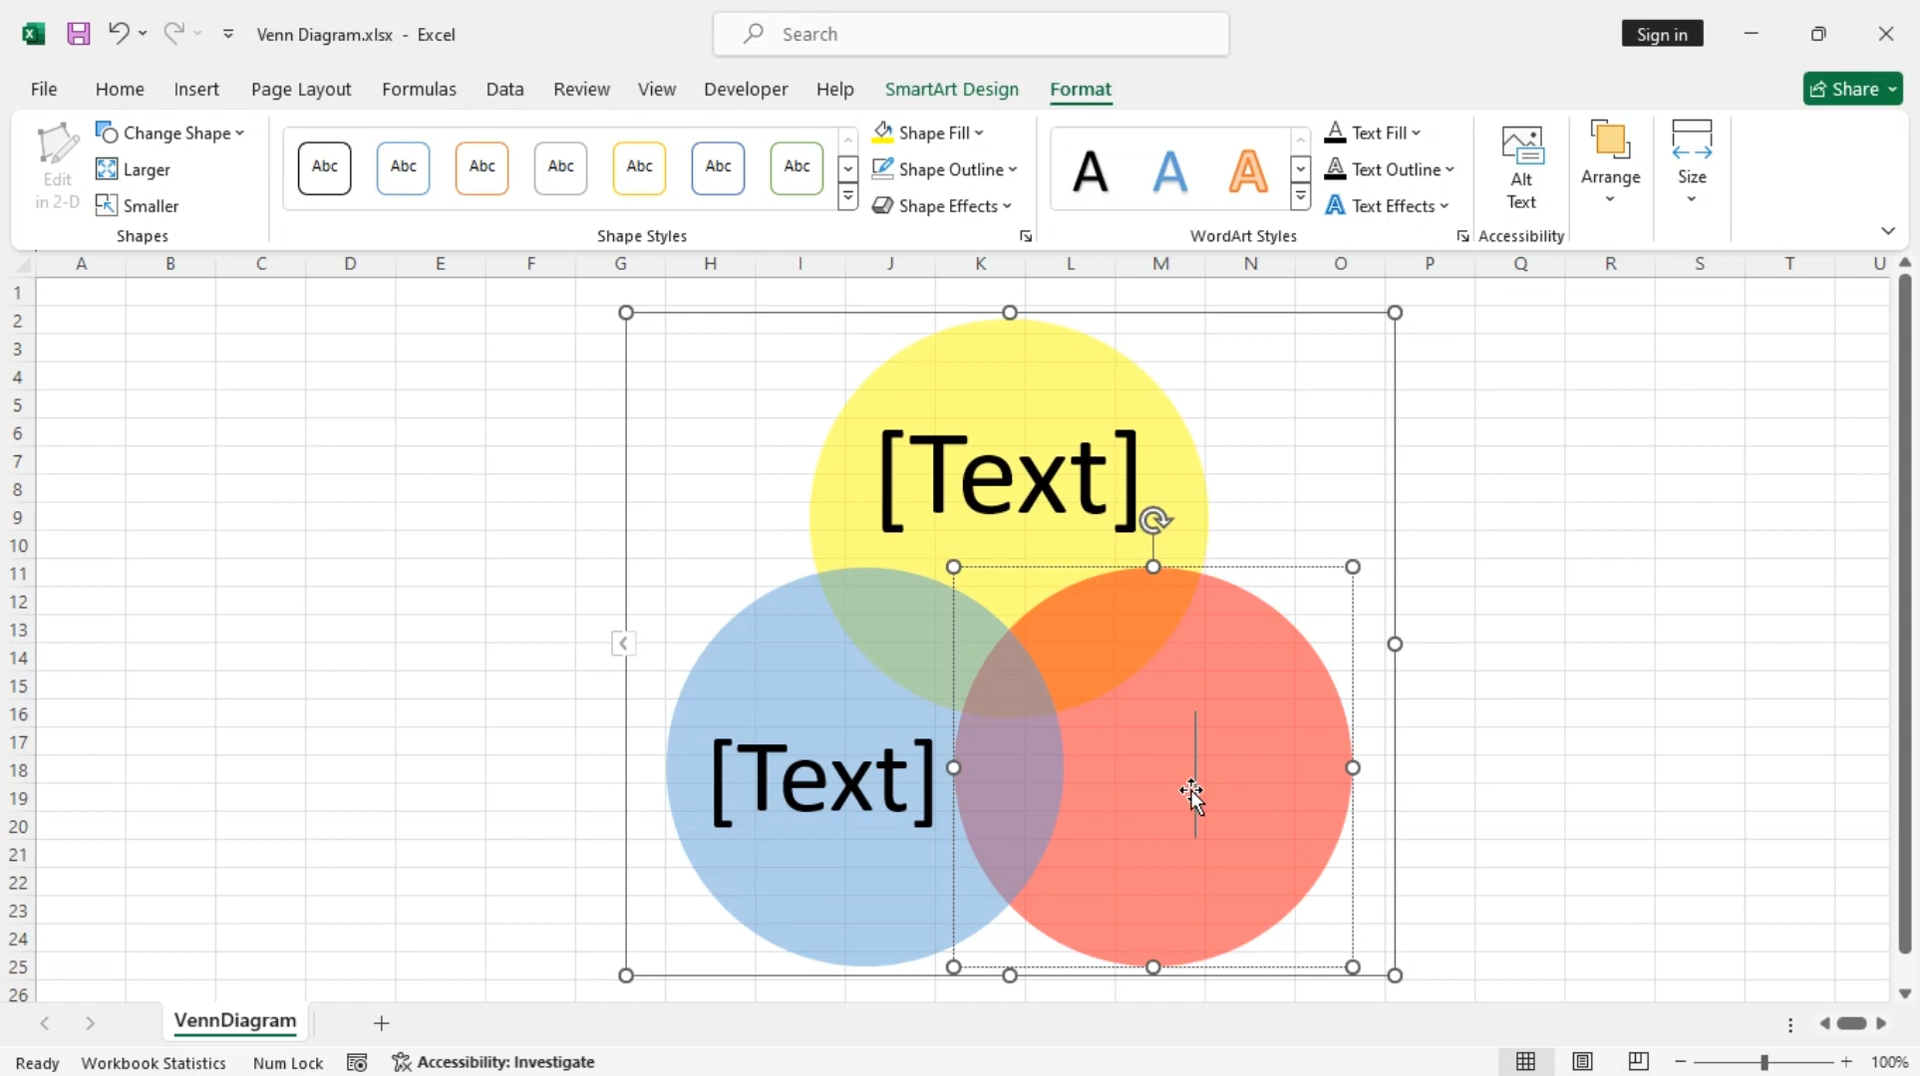 Venn Diagram.xlsx - Excel
Search
Sign in
File Home Insert Page Layout Formulas Data Review View Developer Help SmartArt Design Format
Share
Edit in 2-D
Change Shape
Larger
Smaller
Shapes
Abc Abc Abc Abc Abc Abc Abc
Shape Fill
Shape Outline
Shape Effects
Shape Styles
A A A
Text Fill
Text Outline
Text Effects
WordArt Styles
Alt Text
Accessibility
Arrange
Size
A B C D E F G H I J K L M N O P Q R S T U
1
2
3
4
5
6
7
8
9
10
11
12
13
14
15
16
17
18
19
20
21
22
23
24
25
26
[Text]
[Text]
VennDiagram
Ready Workbook Statistics Num Lock Accessibility: Investigate
100%